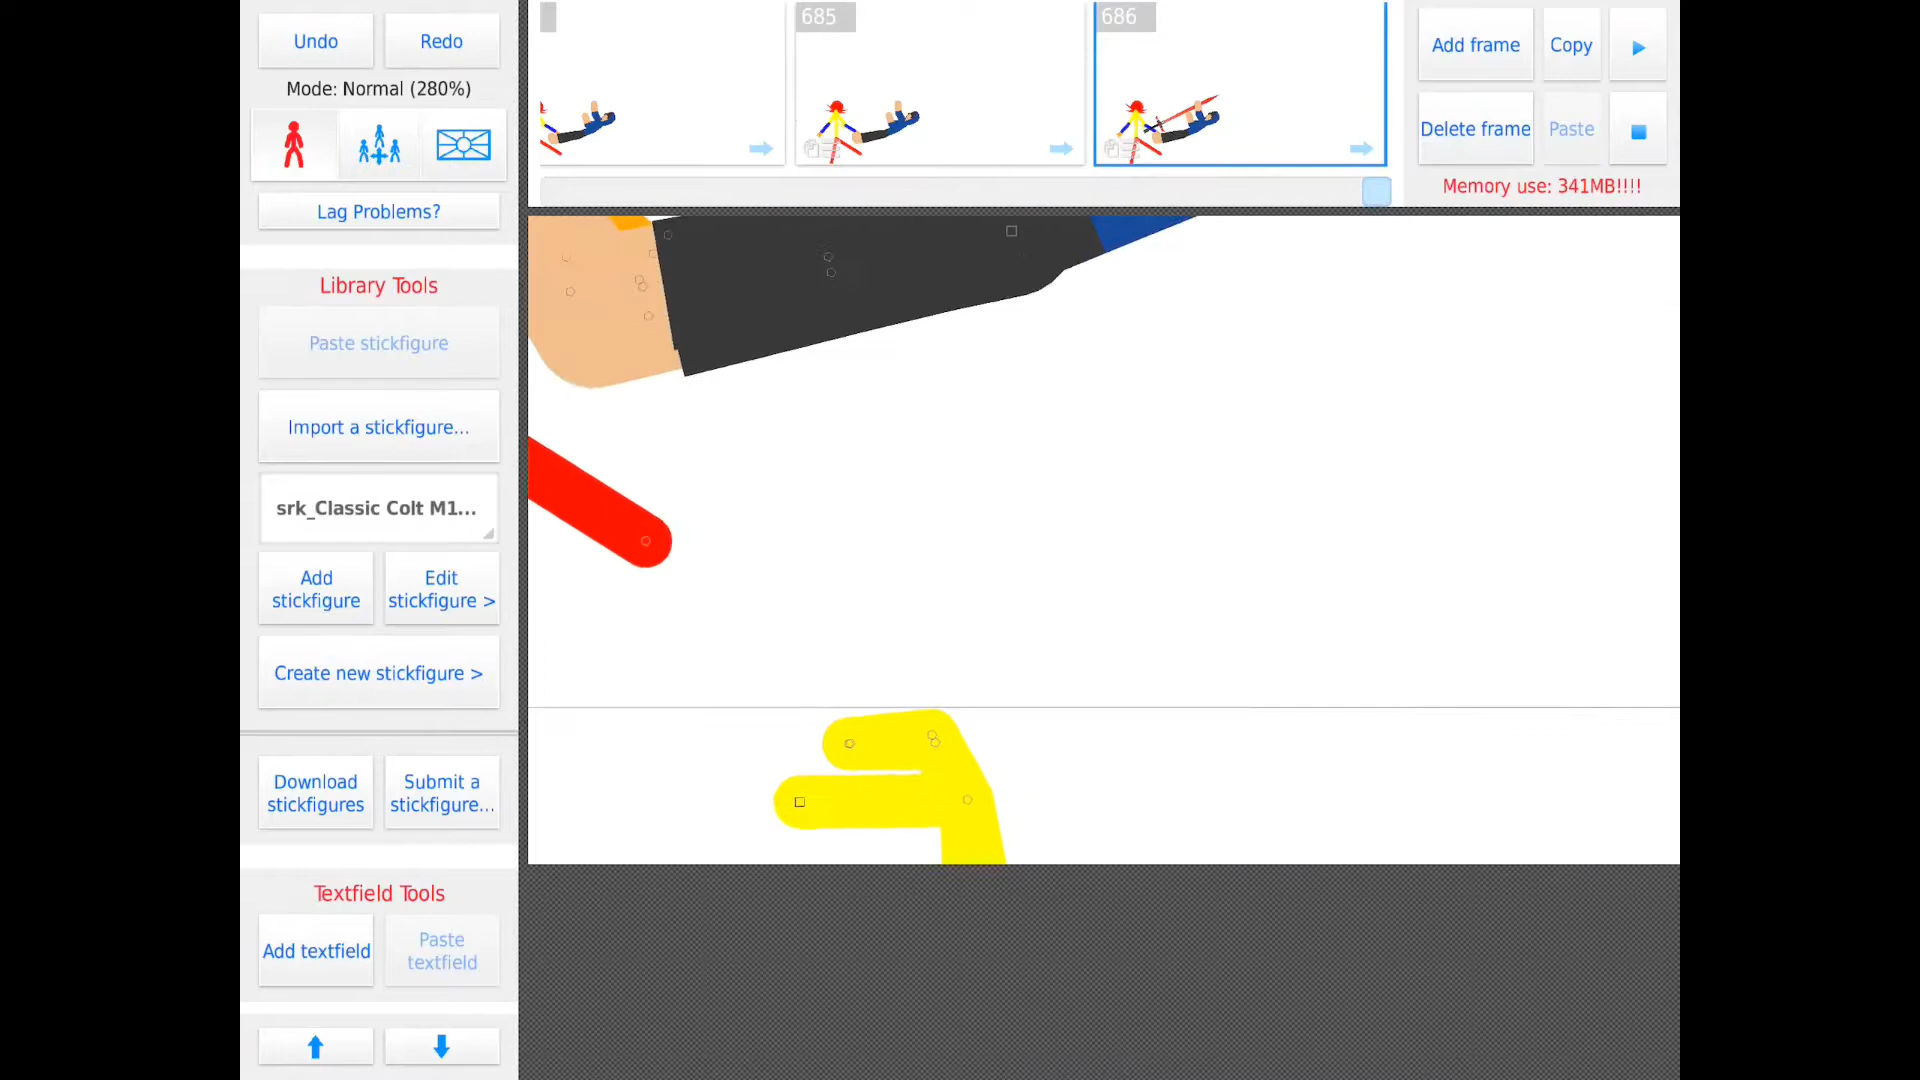 Undo
Redo
Mode: Normal (280%)
Lag Problems?
Library Tools
Paste stickfigure
Import a stickfigure...
srk_Classic Colt M1...
Add
stickfigure
Edit
stickfigure >
Create new stickfigure >
Download
stickfigures
Submit a
stickfigure...
Textfield Tools
Add textfield
Paste
textfield
685
686
Add frame
Copy
Delete frame
Paste
Memory use: 341MB!!!!